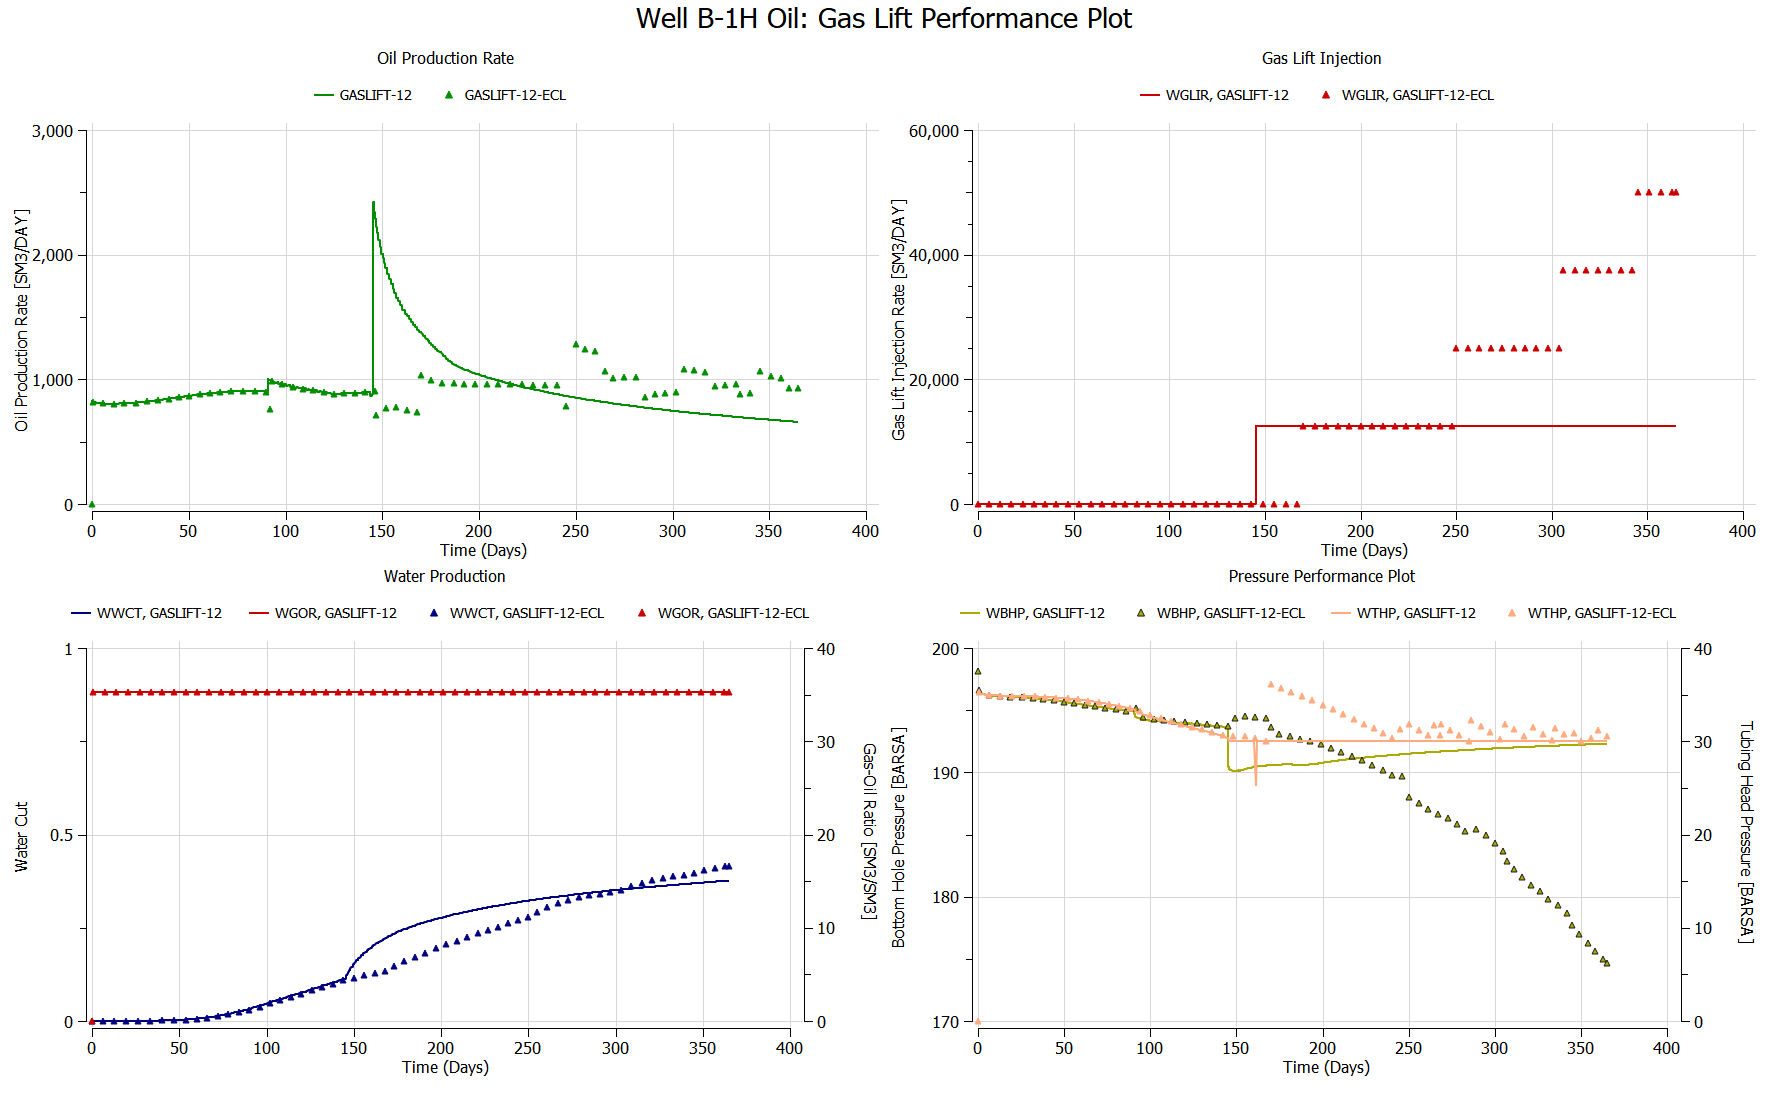 Well B-1H Oil: Gas Lift Performance Plot
Oil Production Rate
GASLIFT-12 GASLIFT-12-ECL
Oil Production Rate [SM3/DAY]
3,000
2,000
1,000
0
0 50 100 150 200 250 300 350 400
Time (Days)
Gas Lift Injection
WGLIR, GASLIFT-12 WGLIR, GASLIFT-12-ECL
Gas Lift Injection Rate [SM3/DAY]
60,000
40,000
20,000
0
0 50 100 150 200 250 300 350 400
Time (Days)
Water Production
WWCT, GASLIFT-12 WGOR, GASLIFT-12 WWCT, GASLIFT-12-ECL WGOR, GASLIFT-12-ECL
Water Cut
1
0.5
0
40
30
20
10
0
Gas-Oil Ratio [SM3/SM3]
0 50 100 150 200 250 300 350 400
Time (Days)
Pressure Performance Plot
WBHP, GASLIFT-12 WBHP, GASLIFT-12-ECL WTHP, GASLIFT-12 WTHP, GASLIFT-12-ECL
Bottom Hole Pressure [BARSA]
200
190
180
170
40
30
20
10
0
Tubing Head Pressure [BARSA]
0 50 100 150 200 250 300 350 400
Time (Days)